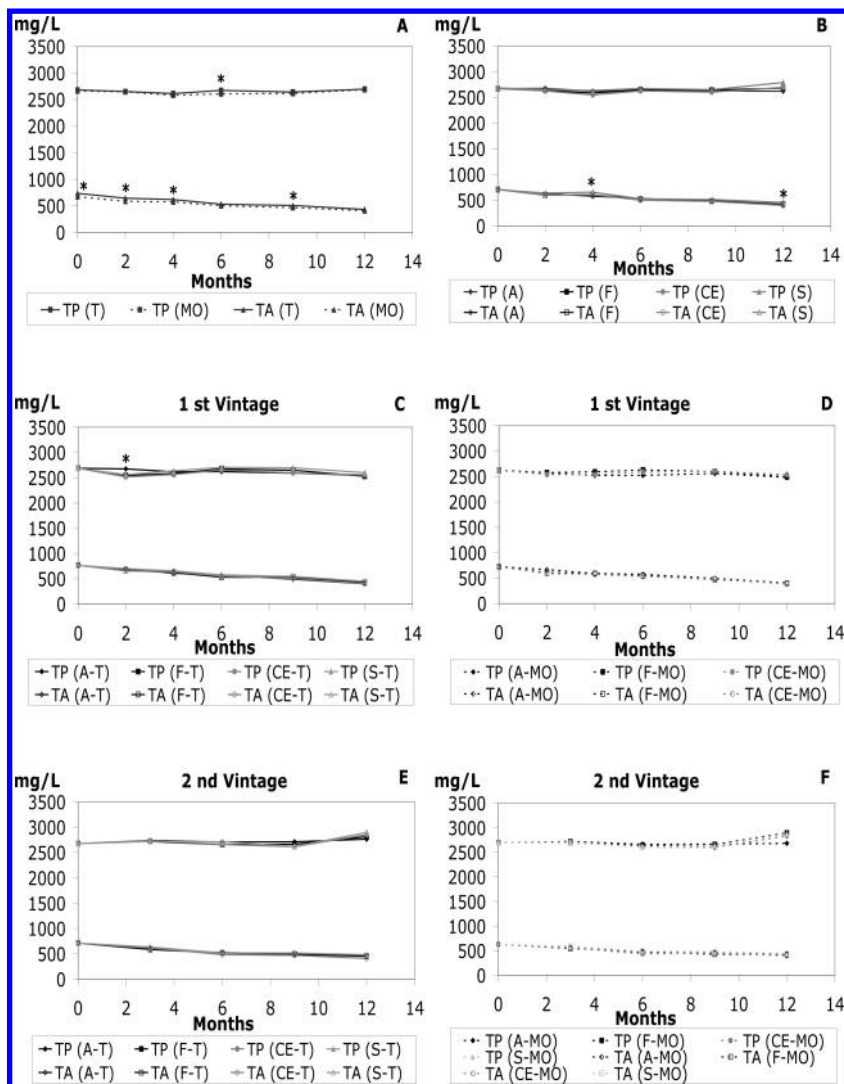 mg/L A
3500
3000
2500
2000
1500
1000
500
0
*
* * * *
0 2 4 6 8 10 12 14
Months
TP (T) TP (MO) TA (T) TA (MO)
mg/L B
3500
3000
2500
2000
1500
1000
500
0
* *
0 2 4 6 8 10 12 14
Months
TP (A) TP (F) TP (CE) TP (S)
TA (A) TA (F) TA (CE) TA (S)
mg/L 1 st Vintage C
3500
3000
2500
2000
1500
1000
500
0
*
0 2 4 6 8 10 12 14
Months
TP (A-T) TP (F-T) TP (CE-T) TP (S-T)
TA (A-T) TA (F-T) TA (CE-T) TA (S-T)
mg/L 1 st Vintage D
3500
3000
2500
2000
1500
1000
500
0
0 2 4 6 8 10 12 14
Months
TP (A-MO) TP (F-MO) TP (CE-MO)
TA (A-MO) TA (F-MO) TA (CE-MO)
mg/L 2 nd Vintage E
3500
3000
2500
2000
1500
1000
500
0
0 2 4 6 8 10 12 14
Months
TP (A-T) TP (F-T) TP (CE-T) TP (S-T)
TA (A-T) TA (F-T) TA (CE-T) TA (S-T)
mg/L 2 nd Vintage F
3500
3000
2500
2000
1500
1000
500
0
0 2 4 6 8 10 12 14
Months
TP (A-MO) TP (F-MO) TP (CE-MO)
TP (S-MO) TA (A-MO) TA (F-MO)
TA (CE-MO) TA (S-MO)